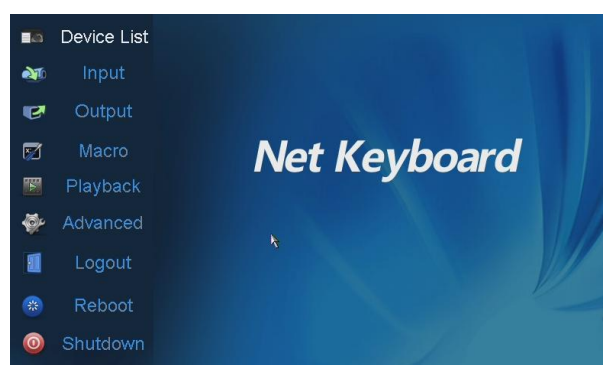 Device List
Input
Output
Macro
Playback
Advanced
Logout
Reboot
Shutdown
Net Keyboard